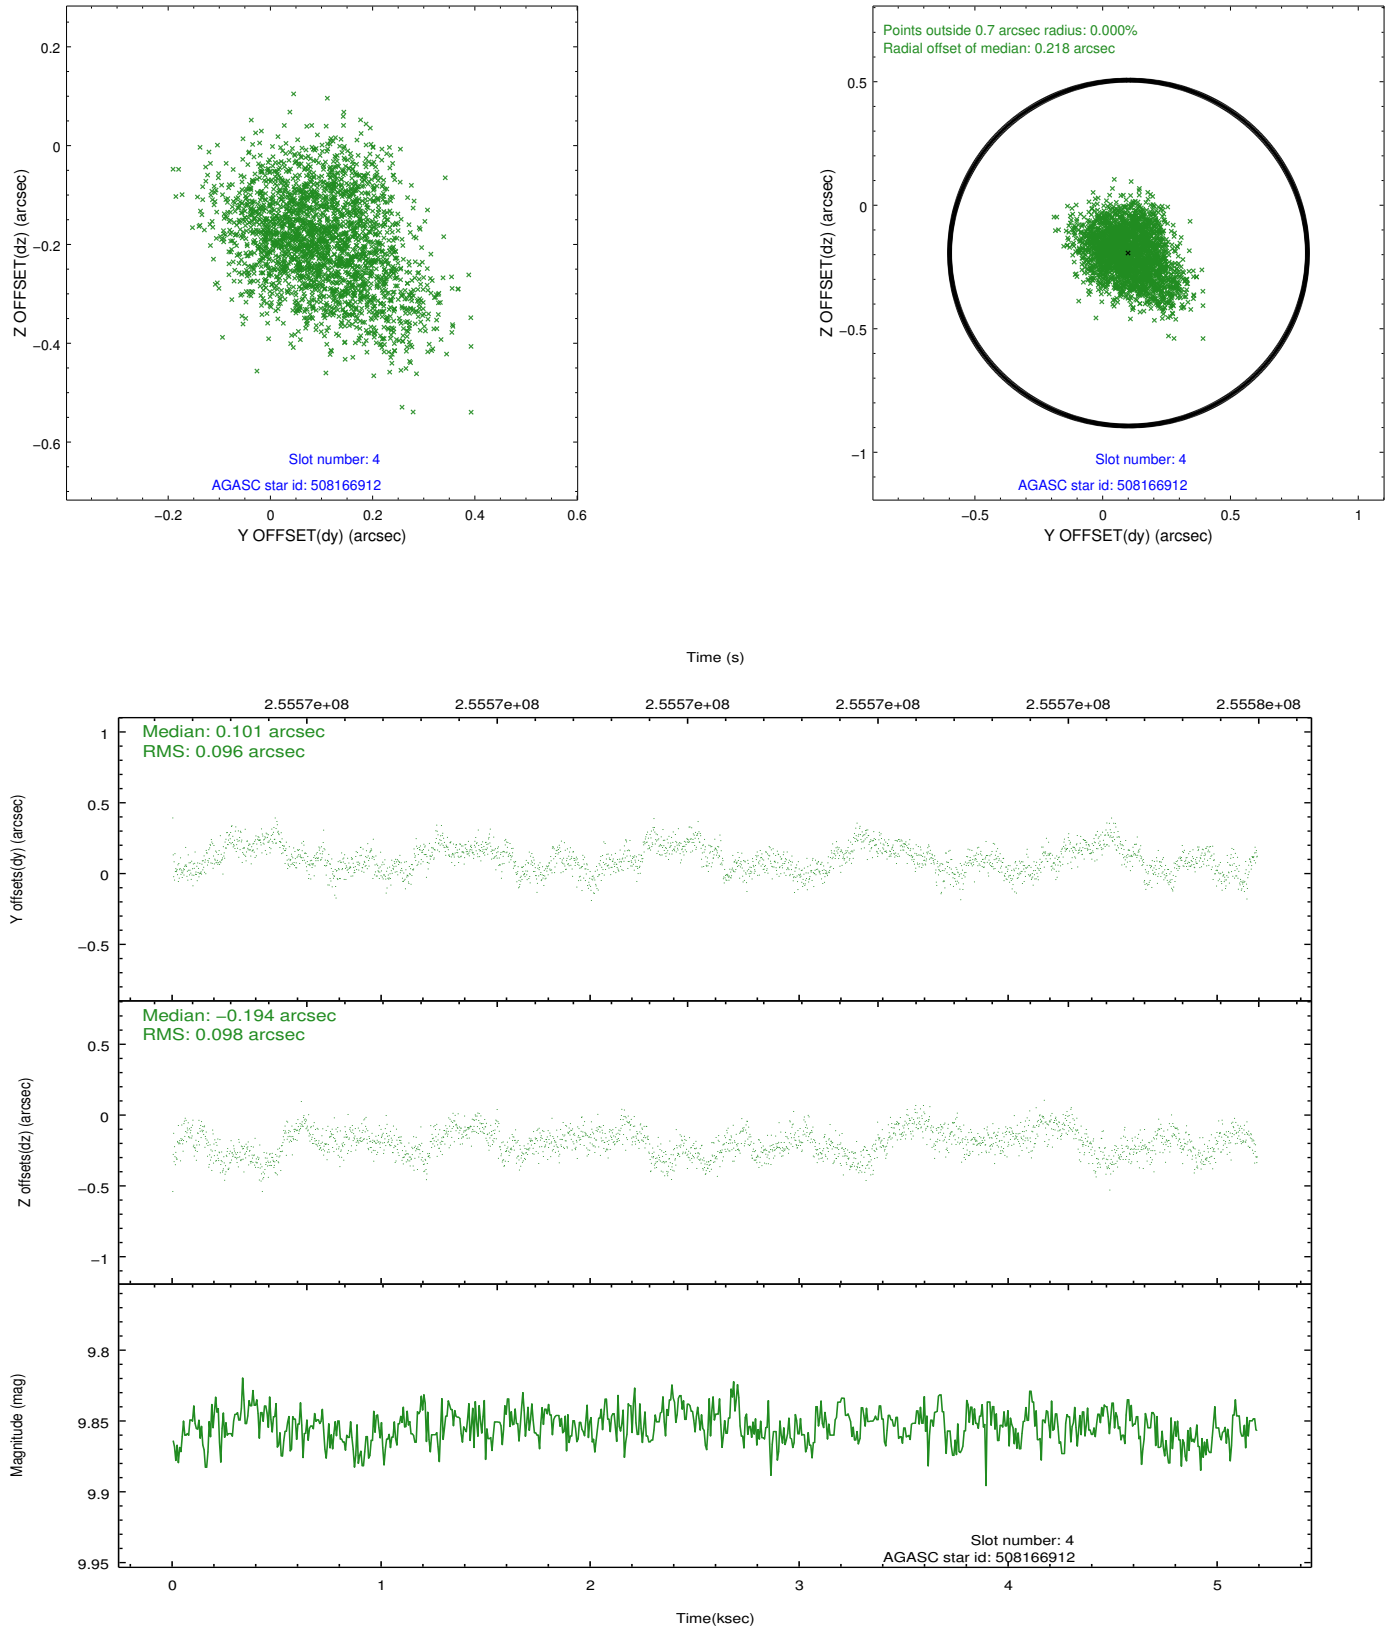 0.2
0
−0.2
−0.4
−0.6
Z OFFSET(dz) (arcsec)
Slot number: 4
AGASC star id: 508166912
−0.2 0 0.2 0.4 0.6
Y OFFSET(dy) (arcsec)
Points outside 0.7 arcsec radius: 0.000%
Radial offset of median: 0.218 arcsec
0.5
0
−0.5
−1
Z OFFSET(dz) (arcsec)
Slot number: 4
AGASC star id: 508166912
−0.5 0 0.5 1
Y OFFSET(dy) (arcsec)
Time (s)
2.5557e+08 2.5557e+08 2.5557e+08 2.5557e+08 2.5557e+08 2.5558e+08
Median: 0.101 arcsec
RMS: 0.096 arcsec
1
0.5
0
−0.5
Y offsets(dy) (arcsec)
Median: −0.194 arcsec
RMS: 0.098 arcsec
0.5
0
−0.5
−1
Z offsets(dz) (arcsec)
9.8
9.85
9.9
9.95
Magnitude (mag)
Slot number: 4
AGASC star id: 508166912
0 1 2 3 4 5
Time(ksec)